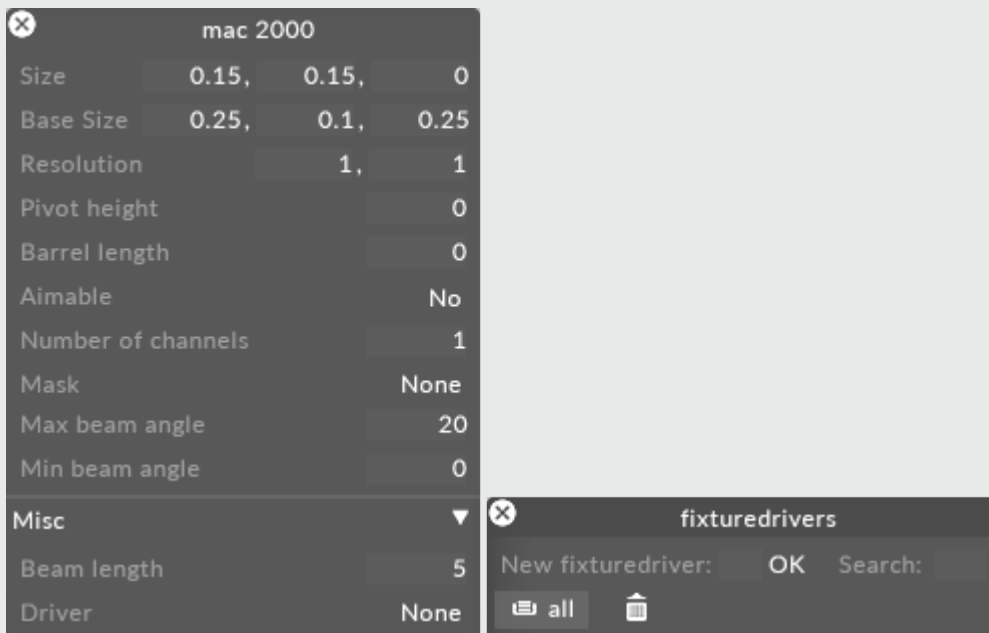 mac 2000
Size 0.15, 0.15, 0
Base Size 0.25, 0.1, 0.25
Resolution 1, 1
Pivot height 0
Barrel length 0
Aimable No
Number of channels 1
Mask None
Max beam angle 20
Min beam angle 0
Misc
Beam length 5
Driver None
fixturedrivers
New fixturedriver: OK Search:
all